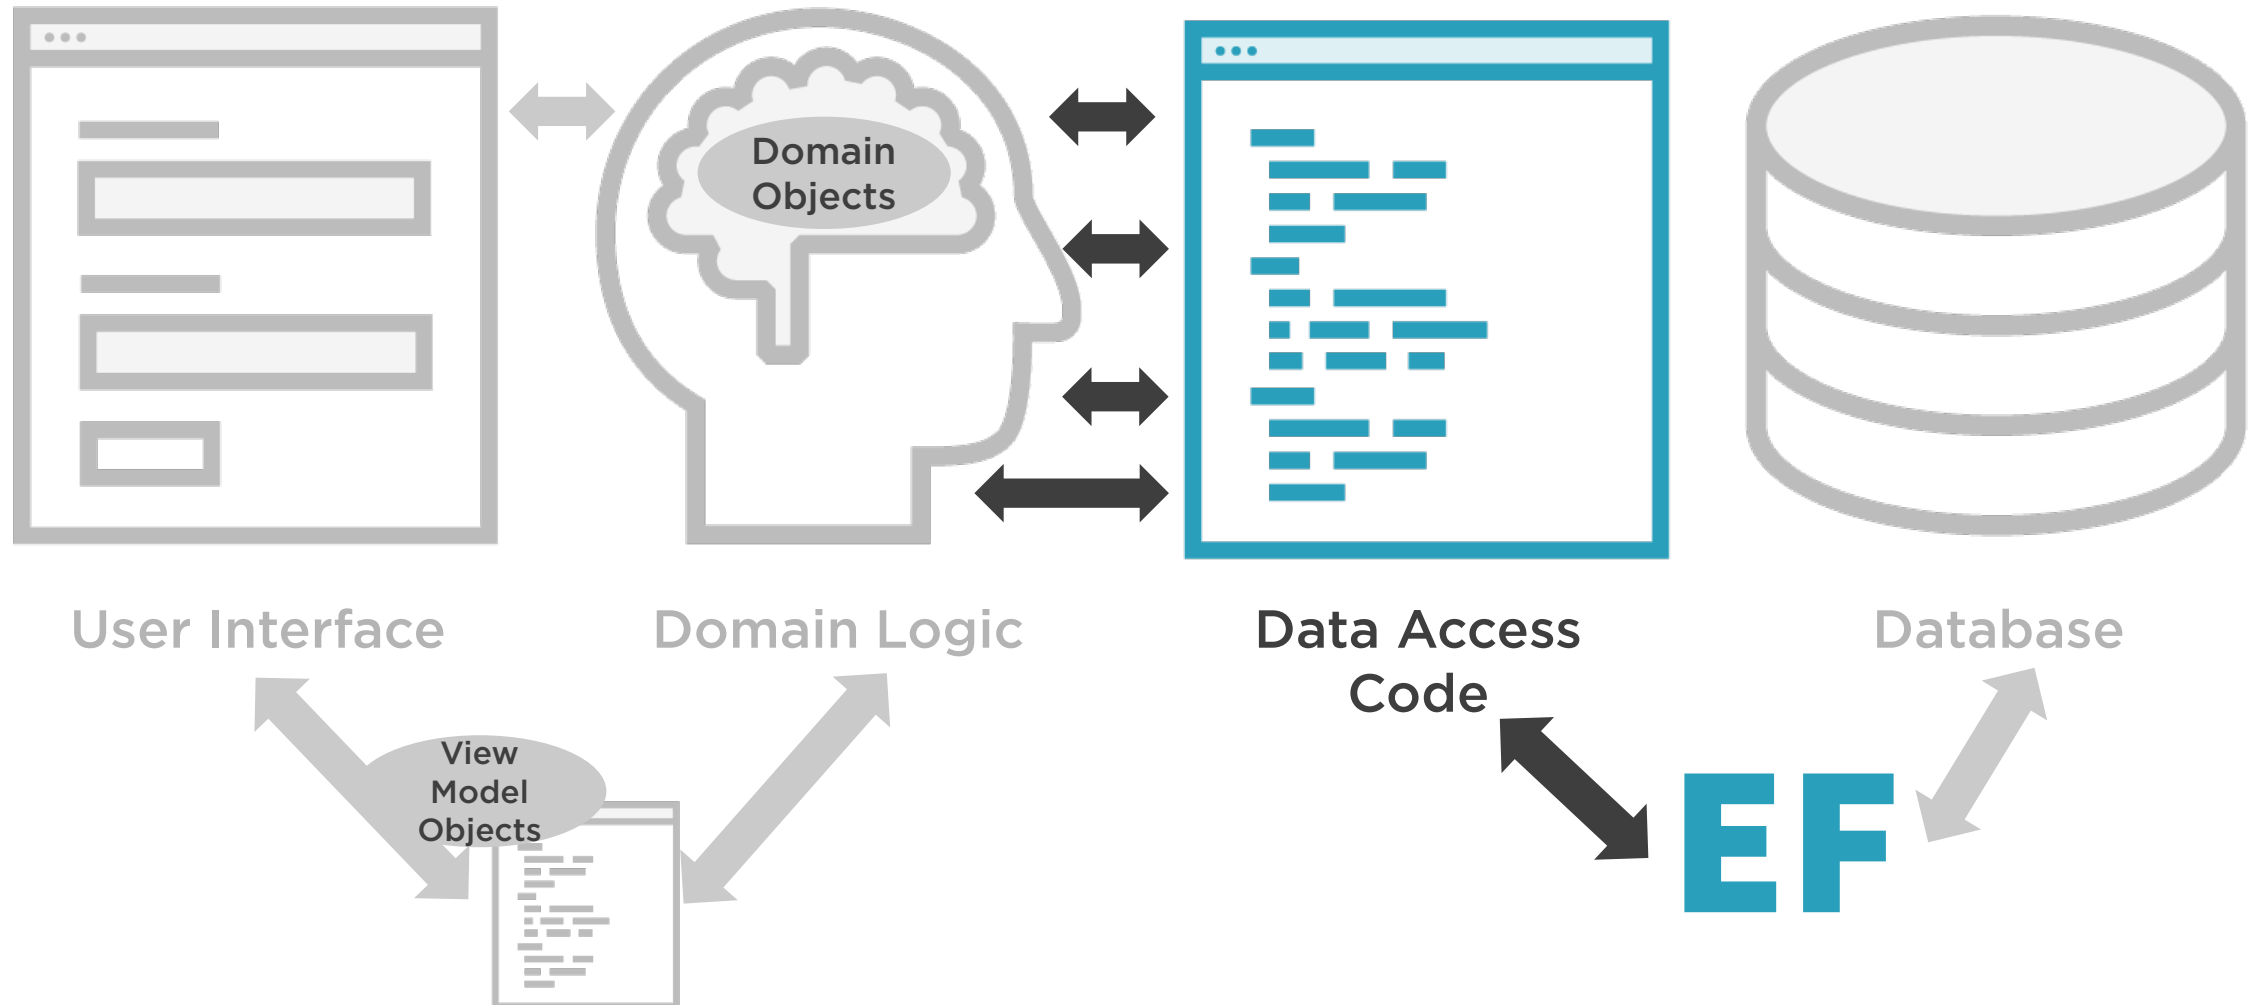 Domain
Objects
User Interface
Domain Logic
Data Access
Code
Database
View
Model
Objects
EF